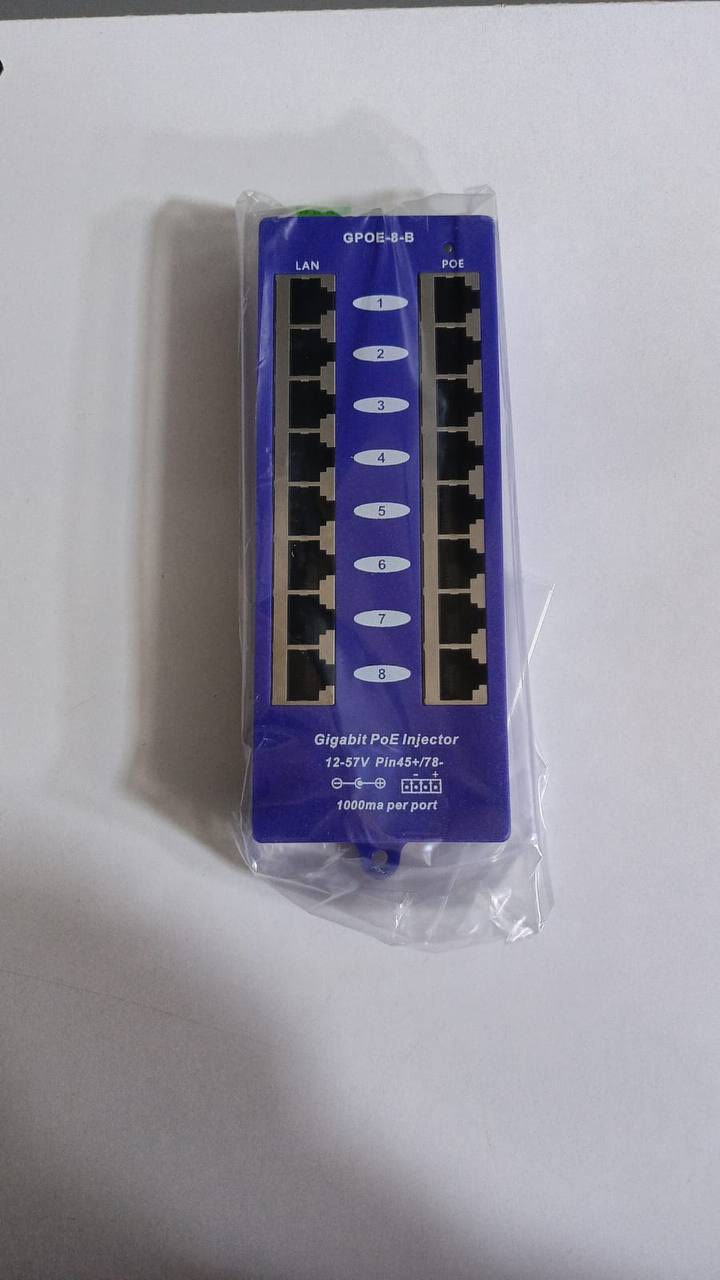 GPOE-8-B
LAN
POE
1
2
3
4
5
6
7
8
Gigabit PoE Injector
12-57V Pin45+/78-
- +
1000ma per port